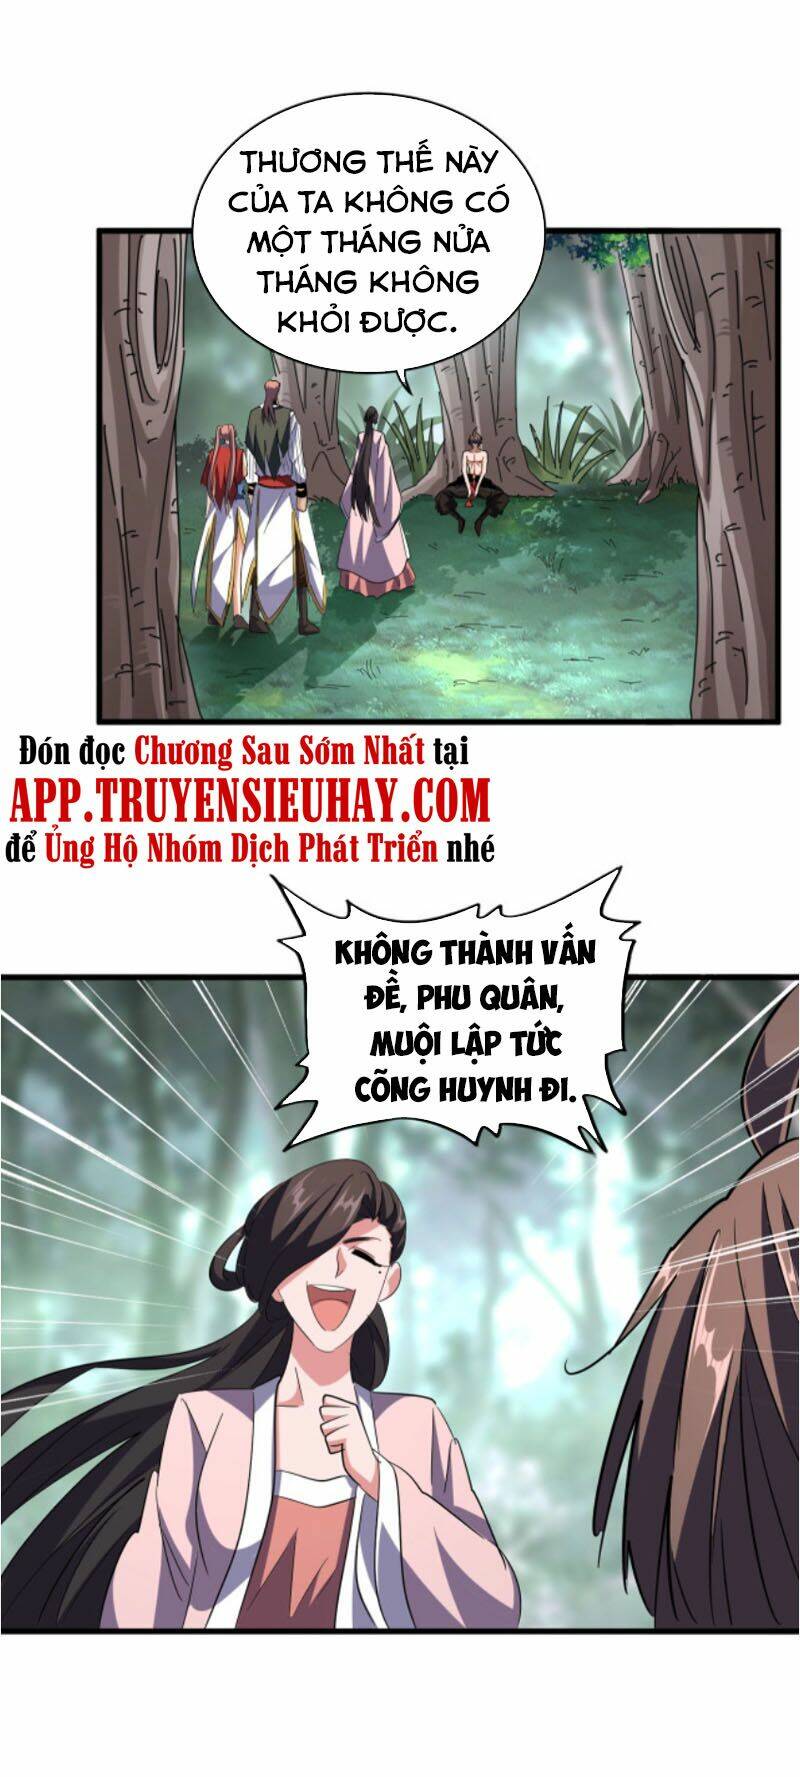 THƯƠNG THẾ NÀY
CỦA TA KHÔNG CÓ
MỘT THÁNG NỬA
THÁNG KHÔNG
KHỎI ĐƯỢC.
Đón đọc Chương Sau Sớm Nhất tại
APP.TRUYENSIEUHAY.COM
để Ủng Hộ Nhóm Dịch Phát Triển nhé
KHÔNG THÀNH VẤN
ĐỀ, PHU QUÂN,
MUỘI LẬP TỨC
CÕNG HUYNH ĐI.